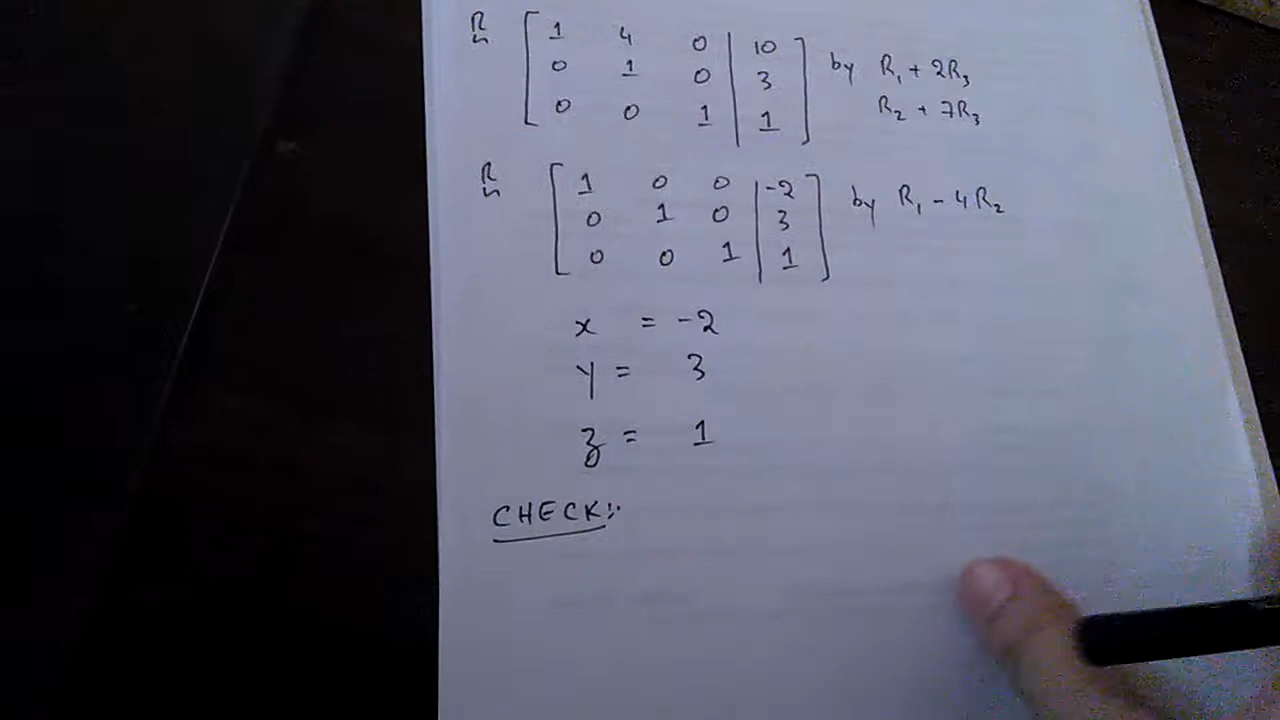 R ~ [ 1 4 0 | 10 ] by R₁ + 2R₃
[ 0 1 0 | 3 ] R₂ + 7R₃
[ 0 0 1 | 1 ]
R ~ [ 1 0 0 | -2 ] by R₁ - 4R₂
[ 0 1 0 | 3 ]
[ 0 0 1 | 1 ]
x = -2
y = 3
z = 1
CHECK:-